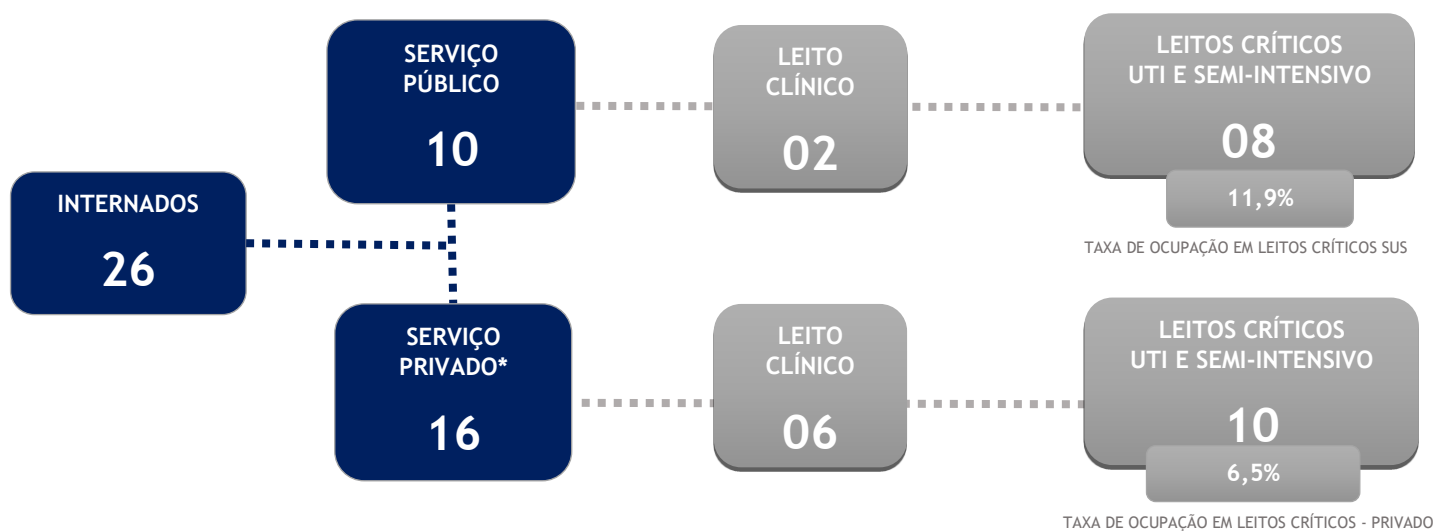 INTERNADOS
26
SERVIÇO
PÚBLICO
10
LEITO
CLÍNICO
02
LEITOS CRÍTICOS
UTI E SEMI-INTENSIVO
08
11,9%
TAXA DE OCUPAÇÃO EM LEITOS CRÍTICOS SUS
SERVIÇO
PRIVADO*
16
LEITO
CLÍNICO
06
LEITOS CRÍTICOS
UTI E SEMI-INTENSIVO
10
6,5%
TAXA DE OCUPAÇÃO EM LEITOS CRÍTICOS - PRIVADO